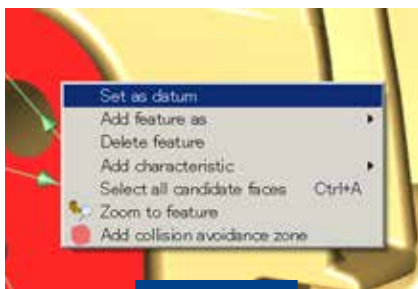 Set as datum
Add feature as
Delete feature
Add characteristic
Select all candidate faces Ctrl+A
Zoom to feature
Add collision avoidance zone